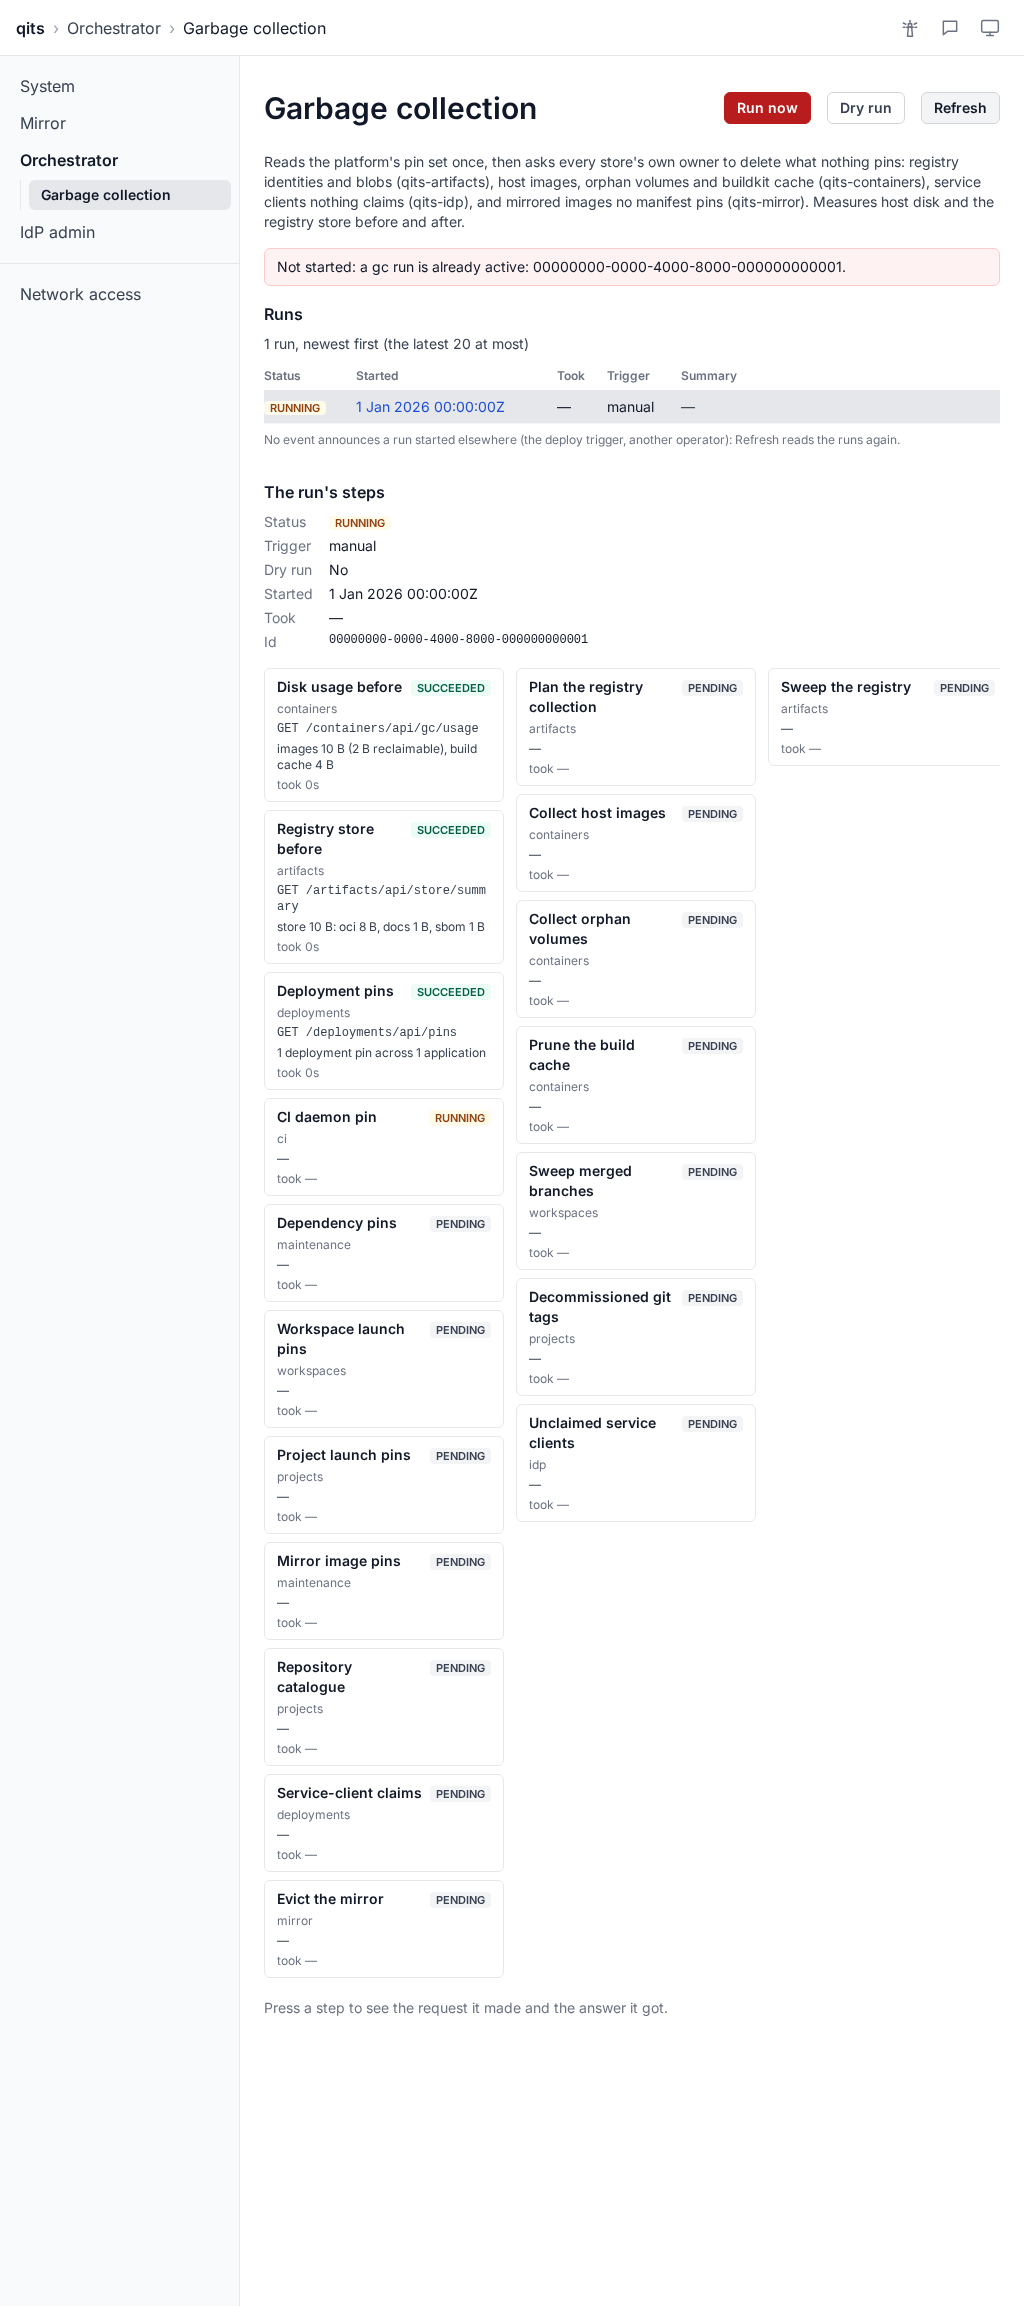 qits › Orchestrator › Garbage collection
System
Mirror
Orchestrator
Garbage collection
IdP admin
Network access
Garbage collection
Run now
Dry run
Refresh
Reads the platform's pin set once, then asks every store's own owner to delete what nothing pins: registry
identities and blobs (qits-artifacts), host images, orphan volumes and buildkit cache (qits-containers), service
clients nothing claims (qits-idp), and mirrored images no manifest pins (qits-mirror). Measures host disk and the
registry store before and after.
Not started: a gc run is already active: 00000000-0000-4000-8000-000000000001.
Runs
1 run, newest first (the latest 20 at most)
Status Started Took Trigger Summary
RUNNING 1 Jan 2026 00:00:00Z — manual —
No event announces a run started elsewhere (the deploy trigger, another operator): Refresh reads the runs again.
The run's steps
Status RUNNING
Trigger manual
Dry run No
Started 1 Jan 2026 00:00:00Z
Took —
Id 00000000-0000-4000-8000-000000000001
Disk usage before SUCCEEDED
containers
GET /containers/api/gc/usage
images 10 B (2 B reclaimable), build
cache 4 B
took 0s
Registry store SUCCEEDED
before
artifacts
GET /artifacts/api/store/summ
ary
store 10 B: oci 8 B, docs 1 B, sbom 1 B
took 0s
Deployment pins SUCCEEDED
deployments
GET /deployments/api/pins
1 deployment pin across 1 application
took 0s
CI daemon pin RUNNING
ci
—
took —
Dependency pins PENDING
maintenance
—
took —
Workspace launch PENDING
pins
workspaces
—
took —
Project launch pins PENDING
projects
—
took —
Mirror image pins PENDING
maintenance
—
took —
Repository PENDING
catalogue
projects
—
took —
Service-client claims PENDING
deployments
—
took —
Evict the mirror PENDING
mirror
—
took —
Plan the registry PENDING
collection
artifacts
—
took —
Collect host images PENDING
containers
—
took —
Collect orphan PENDING
volumes
containers
—
took —
Prune the build PENDING
cache
containers
—
took —
Sweep merged PENDING
branches
workspaces
—
took —
Decommissioned git PENDING
tags
projects
—
took —
Unclaimed service PENDING
clients
idp
—
took —
Sweep the registry PENDING
artifacts
—
took —
Press a step to see the request it made and the answer it got.